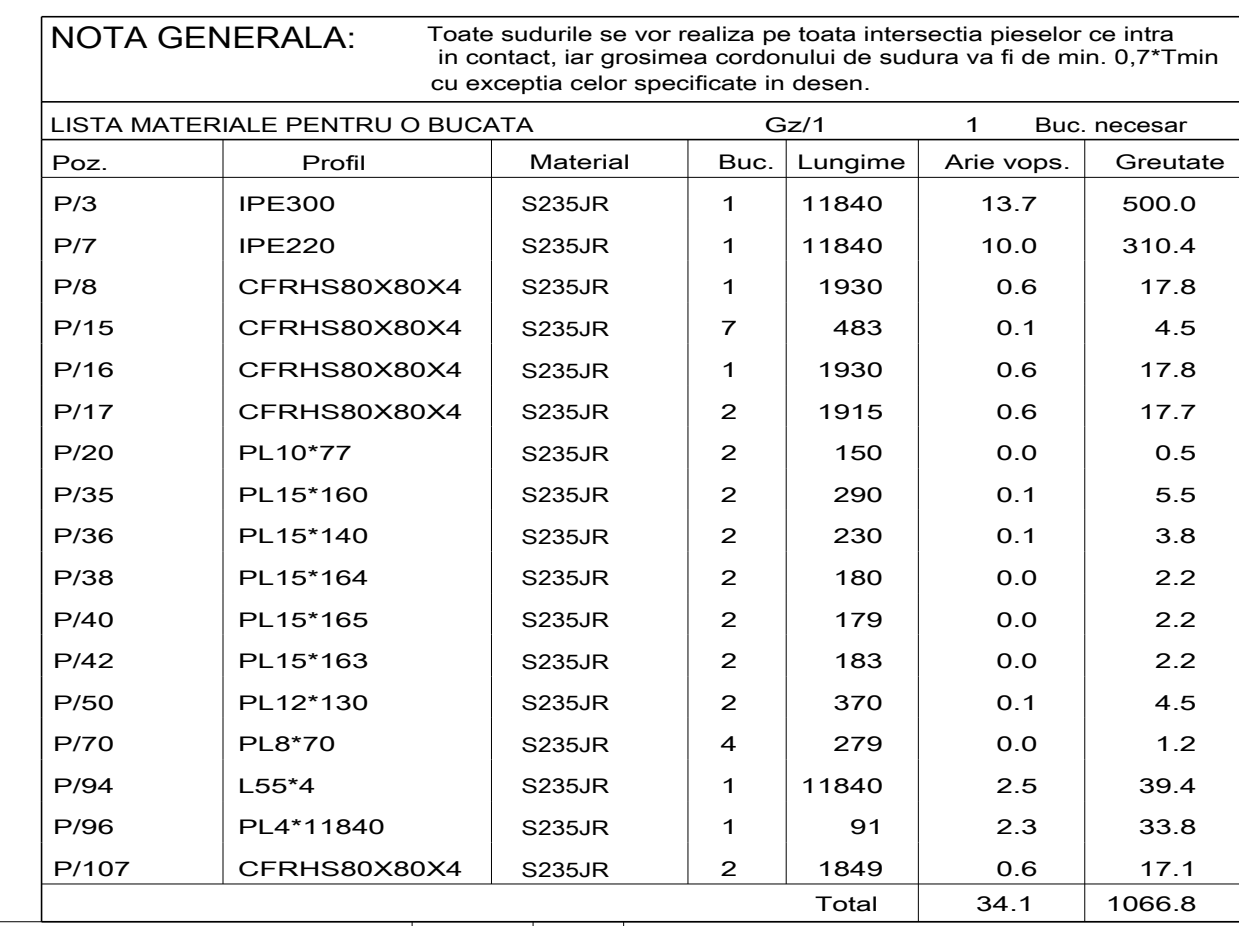 NOTA GENERALA: Toate sudurile se vor realiza pe toata intersectia pieselor ce intra
in contact, iar grosimea cordonului de sudura va fi de min. 0,7*Tmin
cu exceptia celor specificate in desen.
LISTA MATERIALE PENTRU O BUCATA Gz/1 1 Buc. necesar
Poz. Profil Material Buc. Lungime Arie vops. Greutate
P/3 IPE300 S235JR 1 11840 13.7 500.0
P/7 IPE220 S235JR 1 11840 10.0 310.4
P/8 CFRHS80X80X4 S235JR 1 1930 0.6 17.8
P/15 CFRHS80X80X4 S235JR 7 483 0.1 4.5
P/16 CFRHS80X80X4 S235JR 1 1930 0.6 17.8
P/17 CFRHS80X80X4 S235JR 2 1915 0.6 17.7
P/20 PL10*77 S235JR 2 150 0.0 0.5
P/35 PL15*160 S235JR 2 290 0.1 5.5
P/36 PL15*140 S235JR 2 230 0.1 3.8
P/38 PL15*164 S235JR 2 180 0.0 2.2
P/40 PL15*165 S235JR 2 179 0.0 2.2
P/42 PL15*163 S235JR 2 183 0.0 2.2
P/50 PL12*130 S235JR 2 370 0.1 4.5
P/70 PL8*70 S235JR 4 279 0.0 1.2
P/94 L55*4 S235JR 1 11840 2.5 39.4
P/96 PL4*11840 S235JR 1 91 2.3 33.8
P/107 CFRHS80X80X4 S235JR 2 1849 0.6 17.1
Total 34.1 1066.8